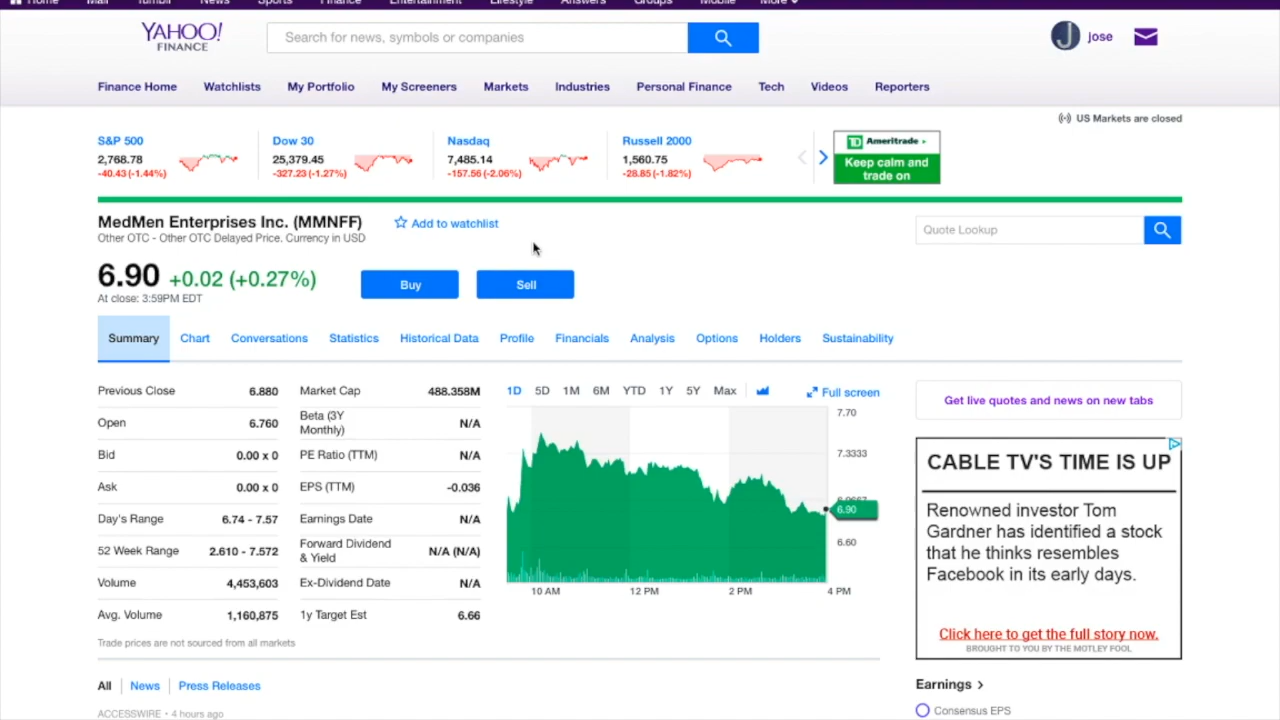 Home Mail Tumblr News Sports Finance Entertainment Lifestyle Answers Groups Mobile More
YAHOO!
FINANCE
Search for news, symbols or companies
J jose
Finance Home Watchlists My Portfolio My Screeners Markets Industries Personal Finance Tech Videos Reporters
US Markets are closed
S&P 500
2,768.78
-40.43 (-1.44%)
Dow 30
25,379.45
-327.23 (-1.27%)
Nasdaq
7,485.14
-157.56 (-2.06%)
Russell 2000
1,560.75
-28.85 (-1.82%)
TD Ameritrade
Keep calm and
trade on
MedMen Enterprises Inc. (MMNFF)
Add to watchlist
Other OTC - Other OTC Delayed Price. Currency in USD
Quote Lookup
6.90 +0.02 (+0.27%)
At close: 3:59PM EDT
Buy Sell
Summary Chart Conversations Statistics Historical Data Profile Financials Analysis Options Holders Sustainability
Previous Close 6.880
Open 6.760
Bid 0.00 x 0
Ask 0.00 x 0
Day's Range 6.74 - 7.57
52 Week Range 2.610 - 7.572
Volume 4,453,603
Avg. Volume 1,160,875
Market Cap 488.358M
Beta (3Y
Monthly) N/A
PE Ratio (TTM) N/A
EPS (TTM) -0.036
Earnings Date N/A
Forward Dividend
& Yield N/A (N/A)
Ex-Dividend Date N/A
1y Target Est 6.66
Trade prices are not sourced from all markets
1D 5D 1M 6M YTD 1Y 5Y Max Full screen
7.70
7.3333
6.90
6.60
10 AM 12 PM 2 PM 4 PM
Get live quotes and news on new tabs
CABLE TV'S TIME IS UP
Renowned investor Tom
Gardner has identified a stock
that he thinks resembles
Facebook in its early days.
Click here to get the full story now.
BROUGHT TO YOU BY THE MOTLEY FOOL
All News Press Releases
ACCESSWIRE • 4 hours ago
Earnings >
Consensus EPS